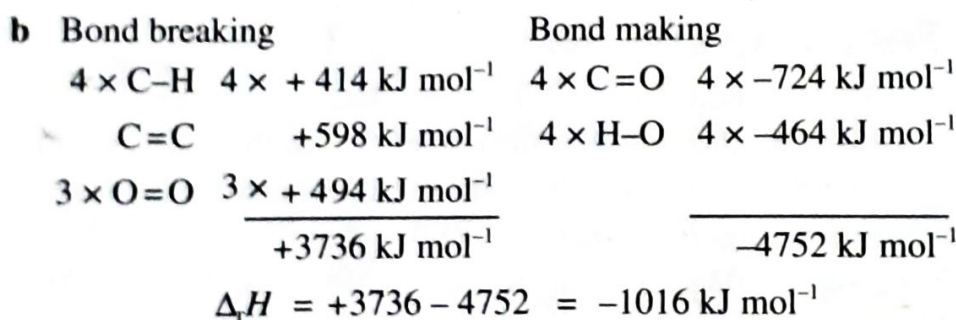 b Bond breaking Bond making
4 × C–H 4 × + 414 kJ mol⁻¹ 4 × C=O 4 × –724 kJ mol⁻¹
C=C +598 kJ mol⁻¹ 4 × H–O 4 × –464 kJ mol⁻¹
3 × O=O 3 × + 494 kJ mol⁻¹
+3736 kJ mol⁻¹ –4752 kJ mol⁻¹
ΔᵣH = +3736 – 4752 = –1016 kJ mol⁻¹